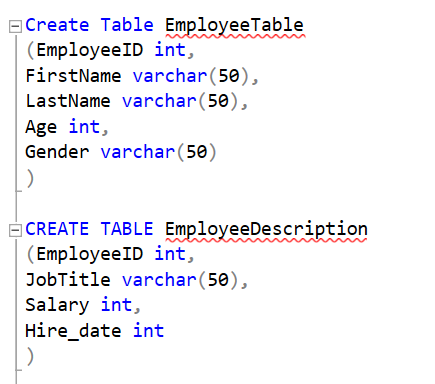 Create Table EmployeeTable
(EmployeeID int,
FirstName varchar(50),
LastName varchar(50),
Age int,
Gender varchar(50)
)
CREATE TABLE EmployeeDescription
(EmployeeID int,
JobTitle varchar(50),
Salary int,
Hire_date int
)